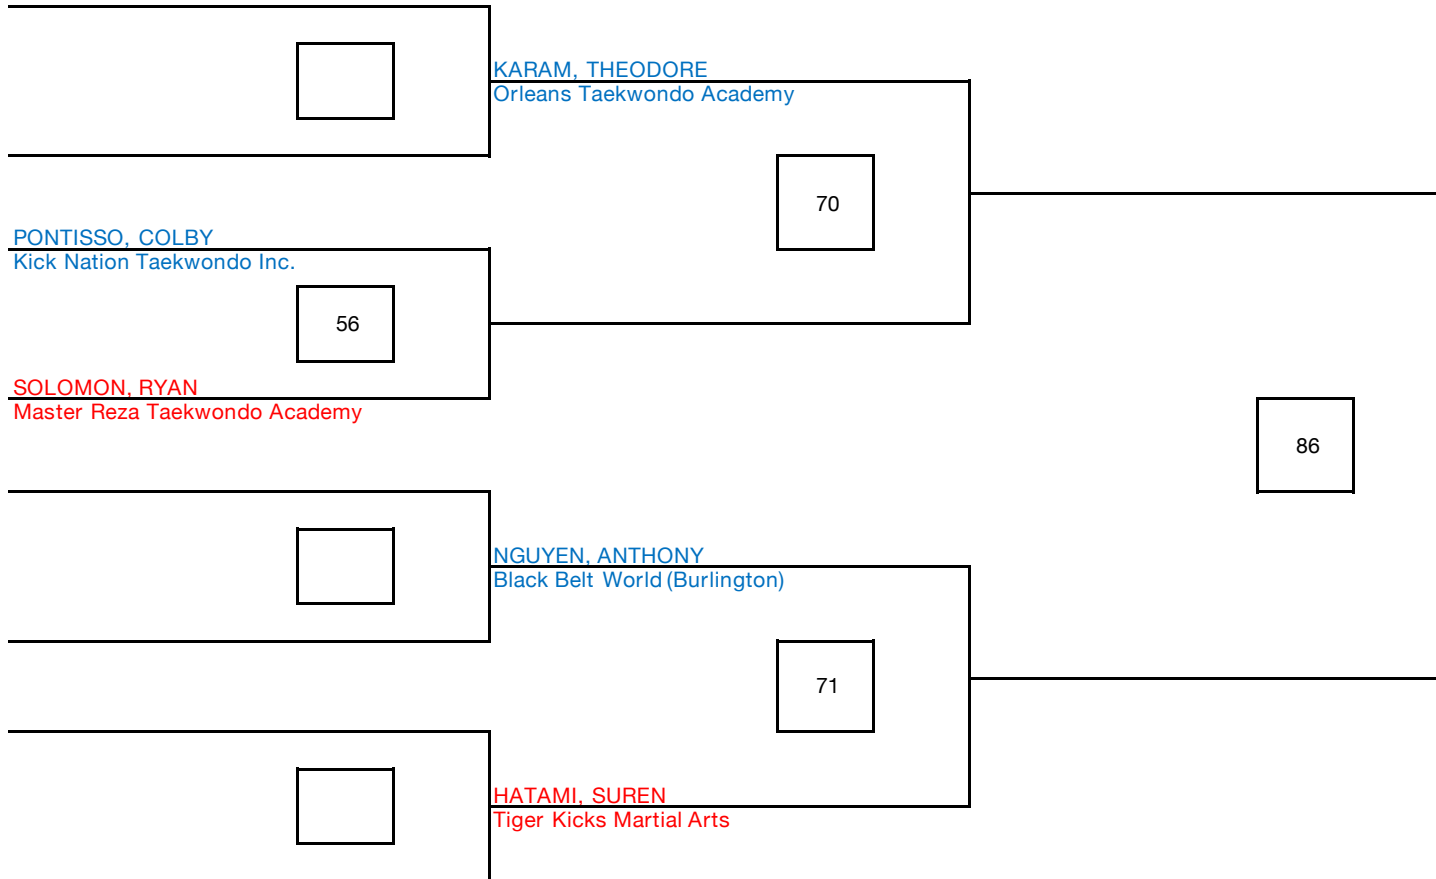 KARAM, THEODORE
Orleans Taekwondo Academy
70
PONTISSO, COLBY
Kick Nation Taekwondo Inc.
56
SOLOMON, RYAN
Master Reza Taekwondo Academy
86
NGUYEN, ANTHONY
Black Belt World (Burlington)
71
HATAMI, SUREN
Tiger Kicks Martial Arts